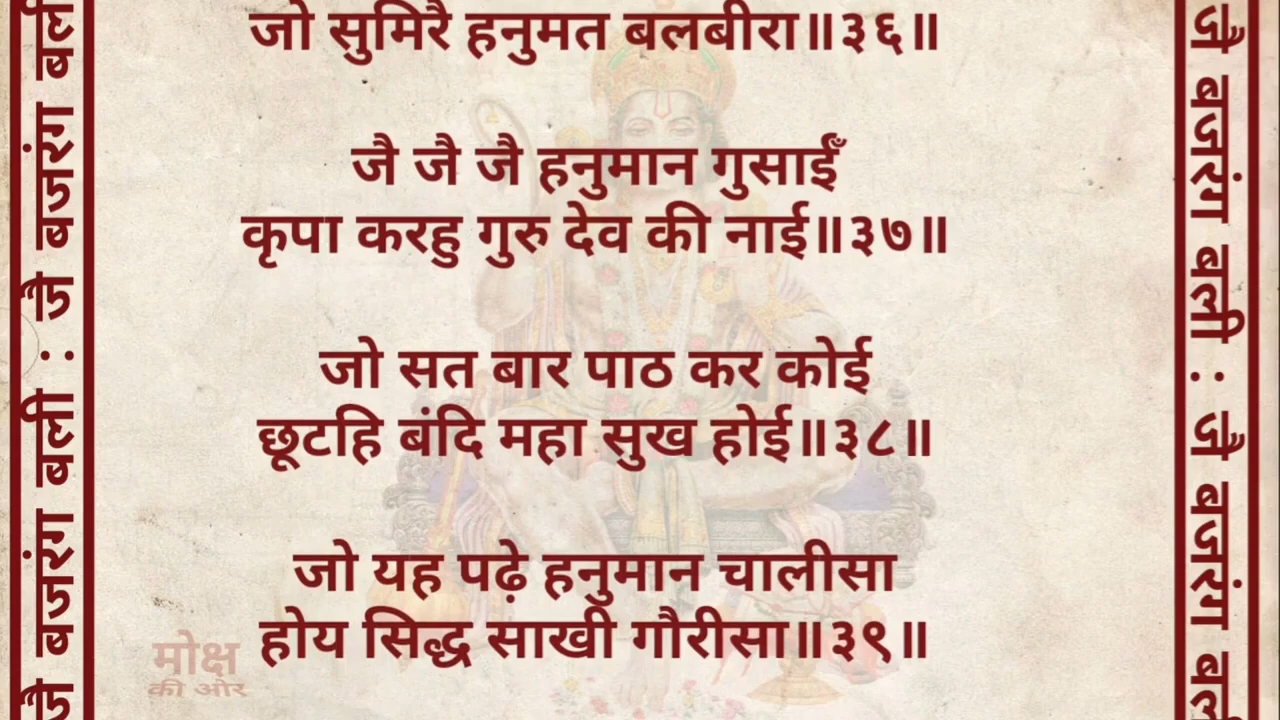 जो सुमिरै हनुमत बलबीरा॥३६॥
जै जै जै हनुमान गुसाईँ
कृपा करहु गुरु देव की नाई॥३७॥
जो सत बार पाठ कर कोई
छूटहि बंदि महा सुख होई॥३८॥
जो यह पढ़े हनुमान चालीसा
होय सिद्ध साखी गौरीसा॥३९॥
मोक्ष
की ओर
जै बजरंग बली : जै बजरंग बली
जै बजरंग बली : जै बजरंग बली